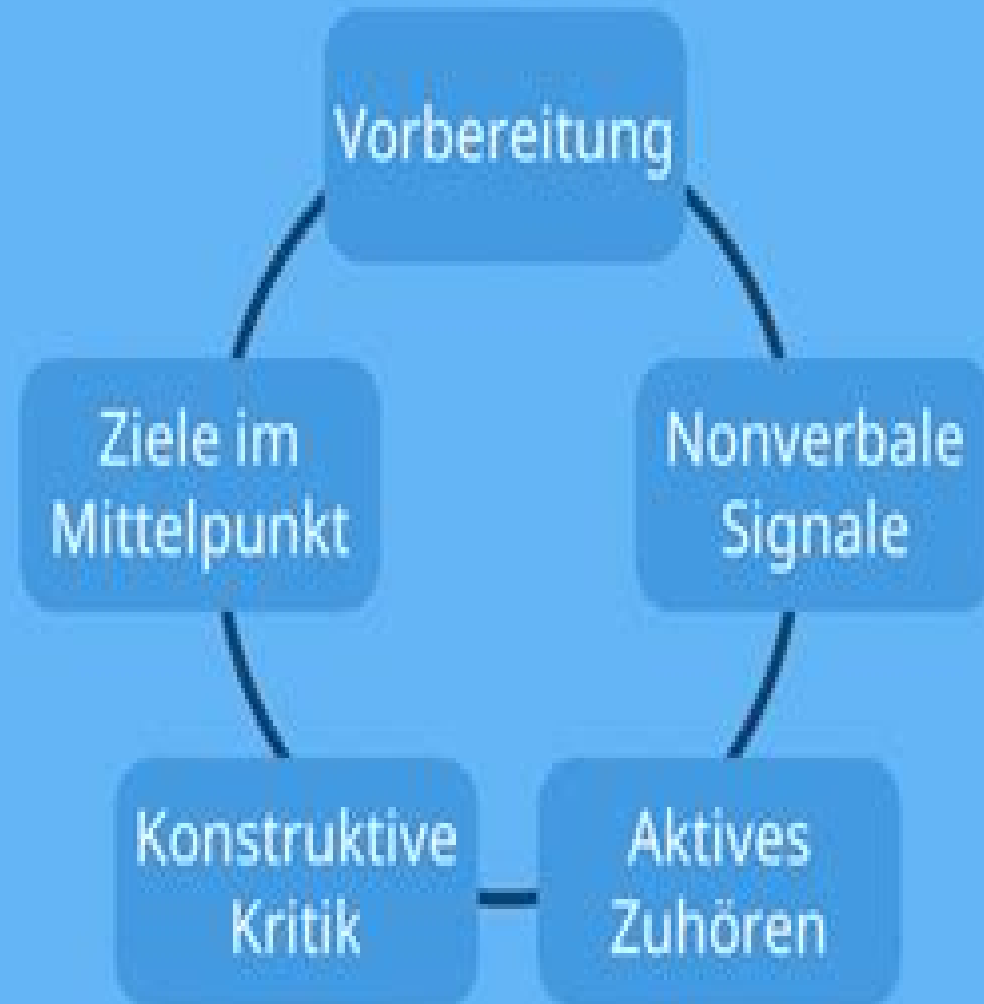 Vorbereitung
Nonverbale
Signale
Aktives
Zuhören
Konstruktive
Kritik
Ziele im
Mittelpunkt